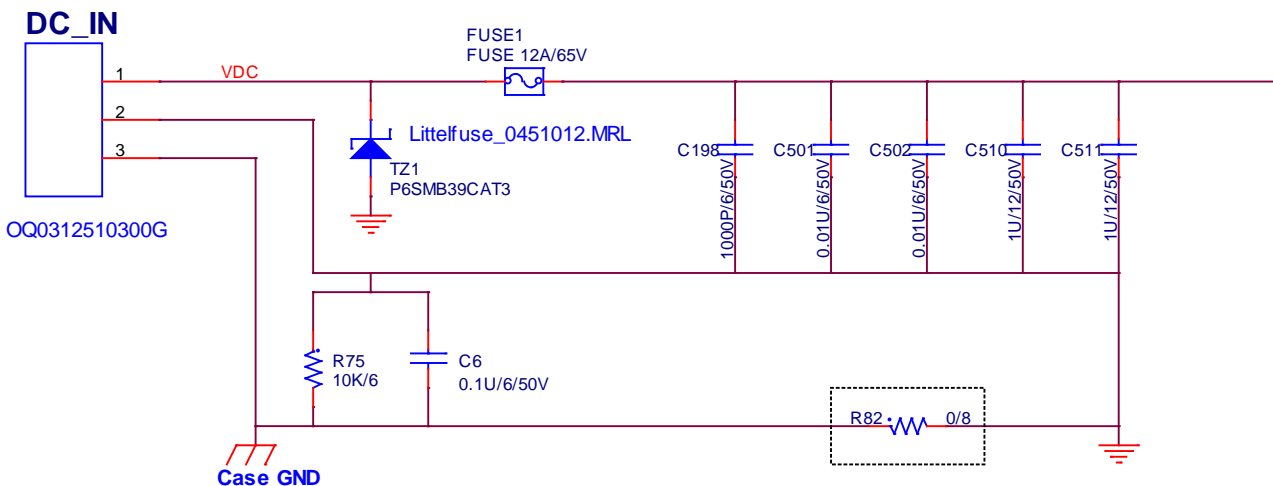 DC_IN
FUSE1
FUSE 12A/65V
1
VDC
2
3
Littelfuse_0451012.MRL
TZ1
P6SMB39CAT3
OQ0312510300G
C198
1000P/6/50V
C501
0.01U/6/50V
C502
0.01U/6/50V
C510
1U/12/50V
C511
1U/12/50V
R75
10K/6
C6
0.1U/6/50V
R82
0/8
Case GND